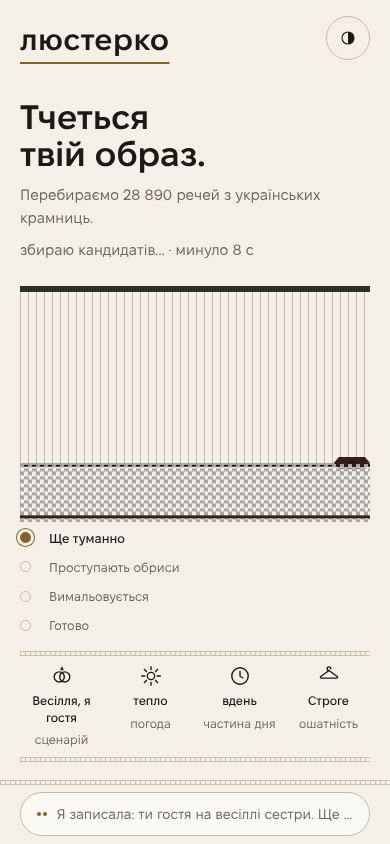 люстерко
Тчеться
твій образ.
Перебираємо 28 890 речей з українських
крамниць.
збираю кандидатів... · минуло 8 с
Ще туманно
Проступають обриси
Вимальовується
Готово
Весілля, я
гостя
сценарій
тепло
погода
вдень
частина дня
Строге
ошатність
Я записала: ти гостя на весіллі сестри. Ще ...